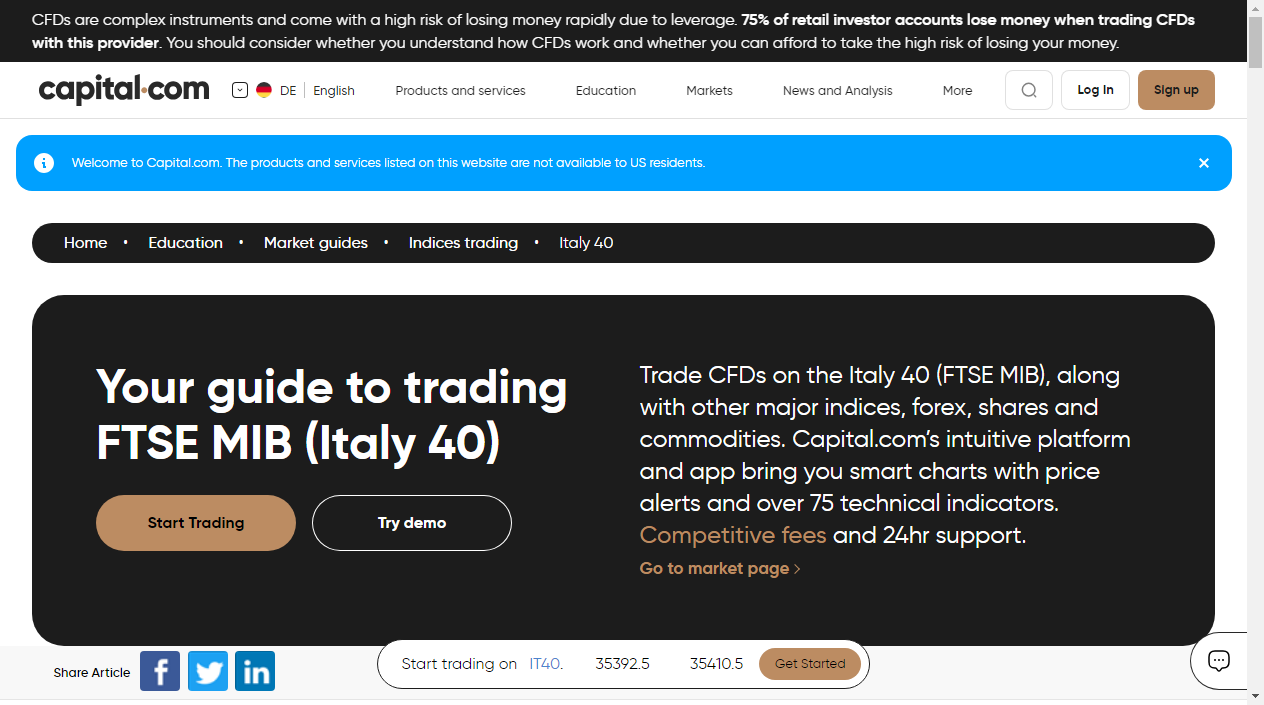 CFDs are complex instruments and come with a high risk of losing money rapidly due to leverage. 75% of retail investor accounts lose money when trading CFDs
with this provider. You should consider whether you understand how CFDs work and whether you can afford to take the high risk of losing your money.
capital.com DE English Products and services Education Markets News and Analysis More Log In Sign up
Welcome to Capital.com. The products and services listed on this website are not available to US residents.
Home • Education • Market guides • Indices trading • Italy 40
Your guide to trading
FTSE MIB (Italy 40)
Start Trading Try demo
Trade CFDs on the Italy 40 (FTSE MIB), along
with other major indices, forex, shares and
commodities. Capital.com’s intuitive platform
and app bring you smart charts with price
alerts and over 75 technical indicators.
Competitive fees and 24hr support.
Go to market page
Share Article
Start trading on IT40. 35392.5 35410.5 Get Started